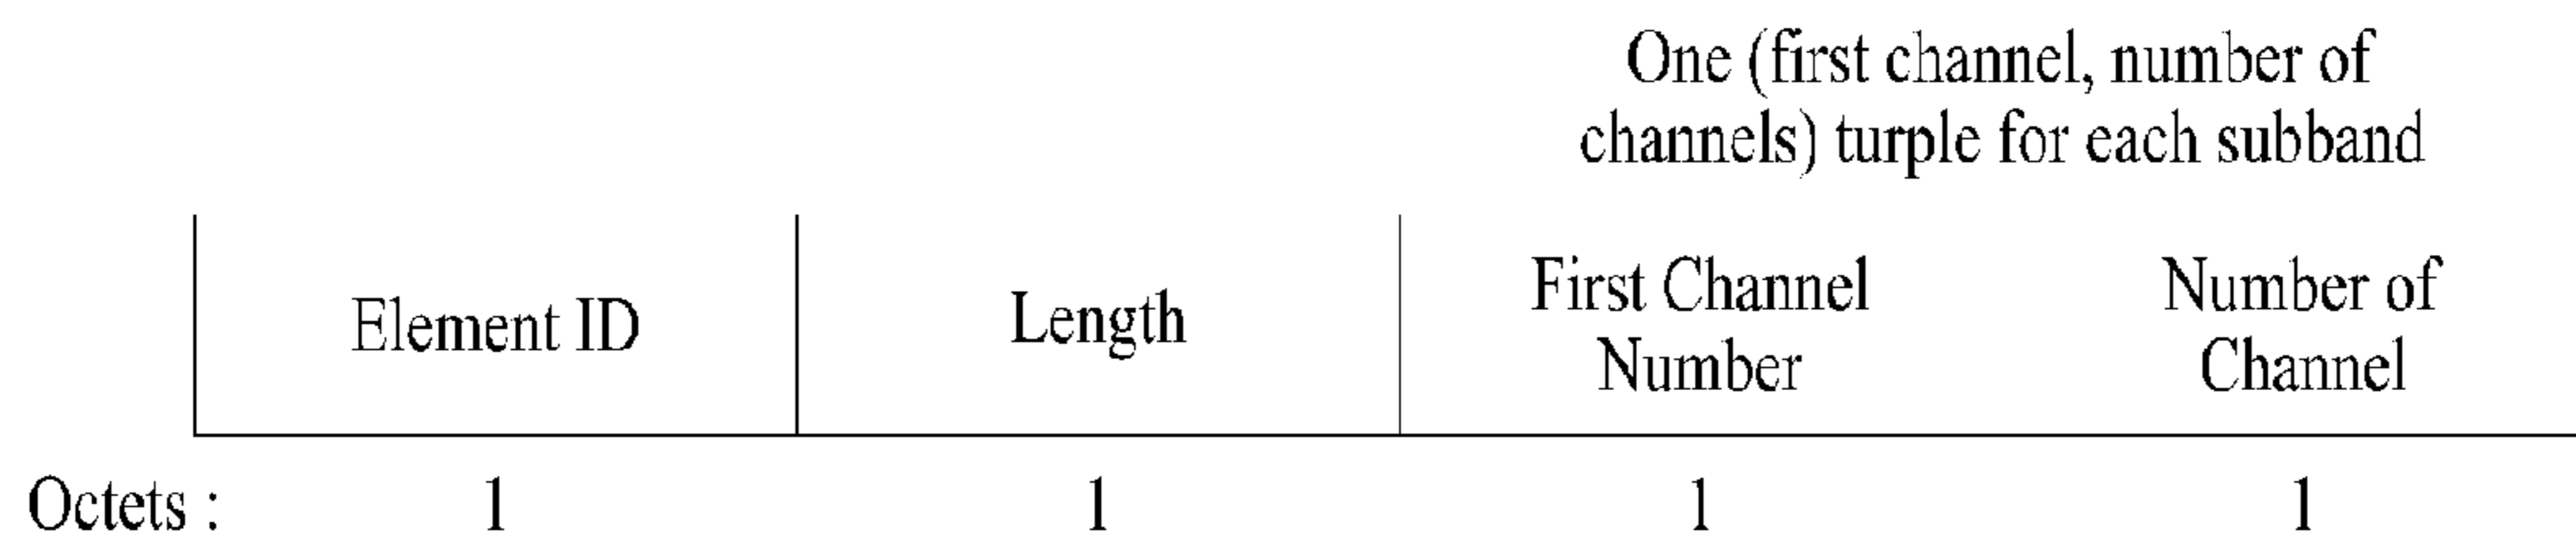 One (first channel, number of
channels) turple for each subband
Element ID
Length
First Channel
Number
Number of
Channel
Octets : 1 1 1 1